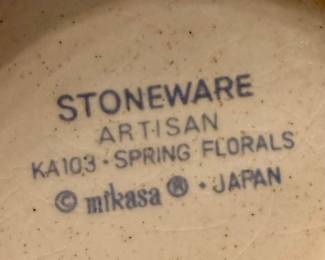 STONEWARE
ARTISAN
KA103 · SPRING FLORALS
© mikasa ® · JAPAN